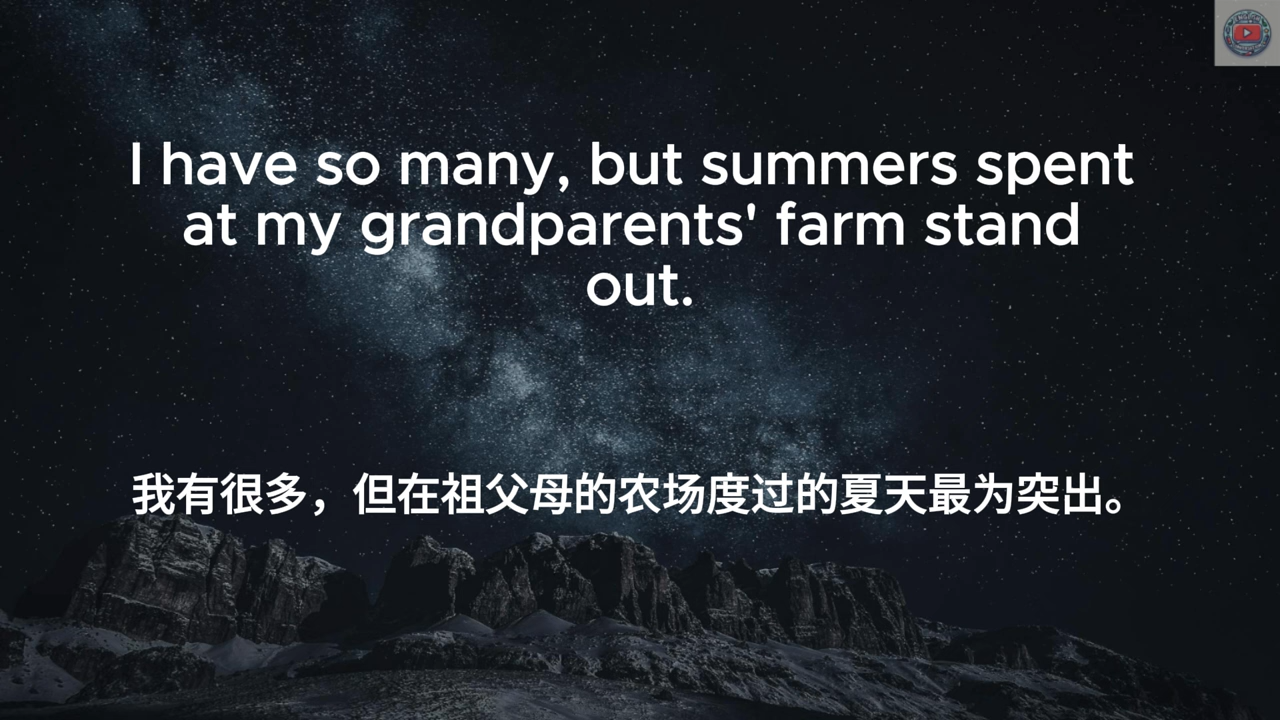 I have so many, but summers spent
at my grandparents' farm stand
out.
我有很多，但在祖父母的农场度过的夏天最为突出。